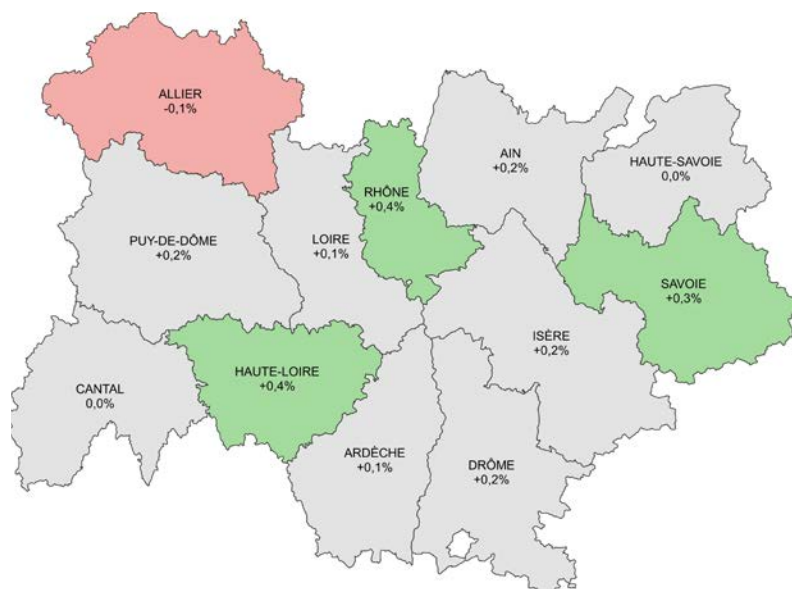 ALLIER
-0,1%
AIN
+0,2%
HAUTE-SAVOIE
0,0%
RHÔNE
+0,4%
PUY-DE-DÔME
+0,2%
LOIRE
+0,1%
SAVOIE
+0,3%
ISÈRE
+0,2%
HAUTE-LOIRE
+0,4%
CANTAL
0,0%
ARDÈCHE
+0,1%
DRÔME
+0,2%